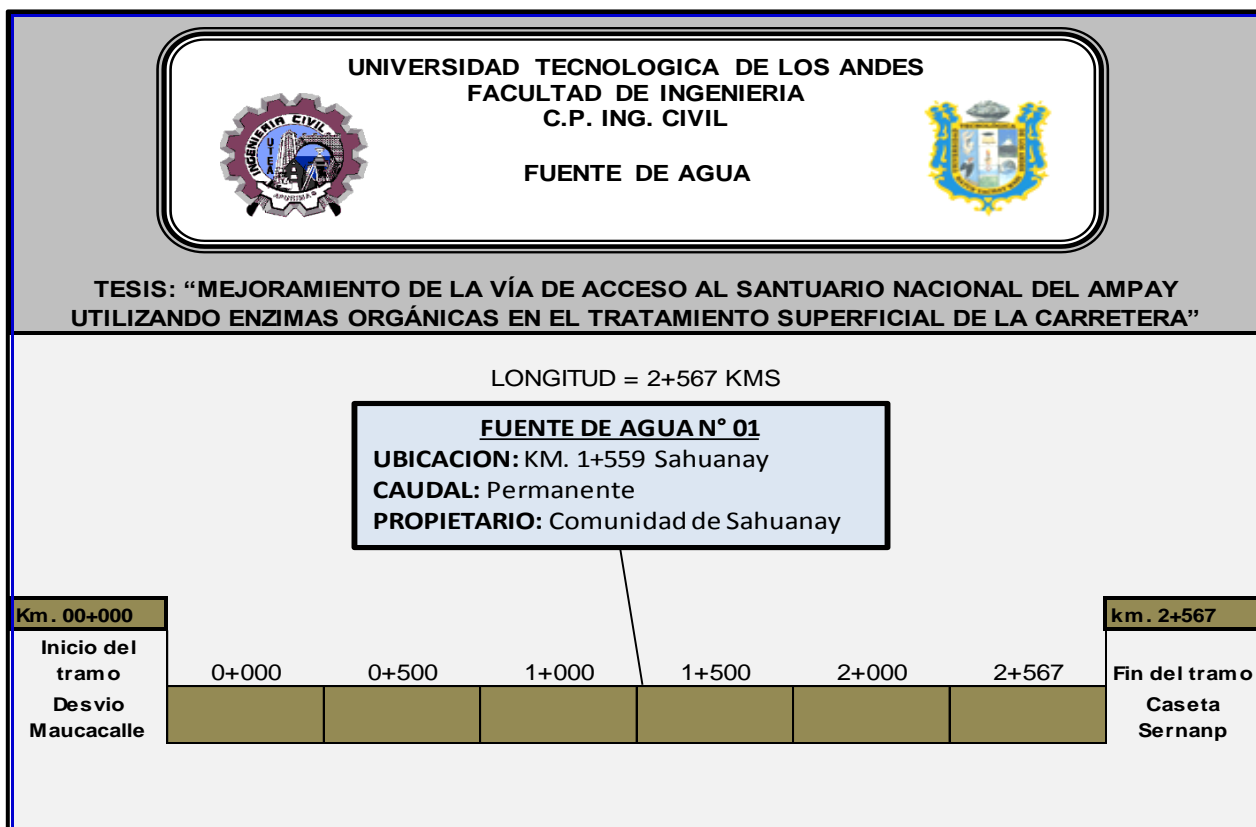 UNIVERSIDAD TECNOLOGICA DE LOS ANDES
FACULTAD DE INGENIERIA
C.P. ING. CIVIL
FUENTE DE AGUA
INGENIERIA CIVIL
UTEA
APURIMAC
TESIS: “MEJORAMIENTO DE LA VÍA DE ACCESO AL SANTUARIO NACIONAL DEL AMPAY
UTILIZANDO ENZIMAS ORGÁNICAS EN EL TRATAMIENTO SUPERFICIAL DE LA CARRETERA”
LONGITUD = 2+567 KMS
FUENTE DE AGUA N° 01
UBICACION: KM. 1+559 Sahuanay
CAUDAL: Permanente
PROPIETARIO: Comunidad de Sahuanay
Km. 00+000
Inicio del
tramo
Desvio
Maucacalle
0+000 0+500 1+000 1+500 2+000 2+567
km. 2+567
Fin del tramo
Caseta
Sernanp